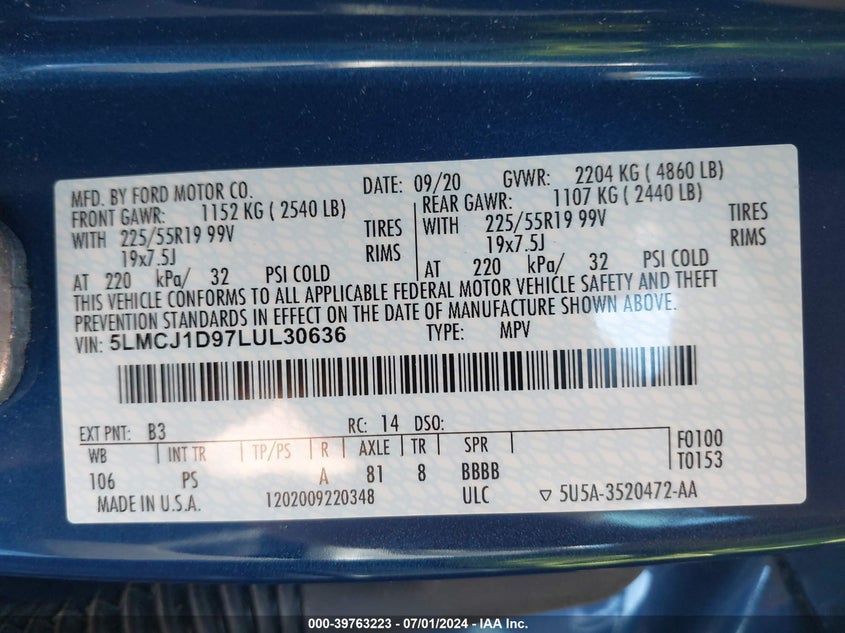 MFD. BY FORD MOTOR CO. DATE: 09/20 GVWR: 2204 KG ( 4860 LB)
FRONT GAWR: 1152 KG ( 2540 LB) REAR GAWR: 1107 KG ( 2440 LB)
WITH 225/55R19 99V TIRES WITH 225/55R19 99V TIRES
19x7.5J RIMS 19x7.5J RIMS
AT 220 kPa/ 32 PSI COLD AT 220 kPa/ 32 PSI COLD
THIS VEHICLE CONFORMS TO ALL APPLICABLE FEDERAL MOTOR VEHICLE SAFETY AND THEFT
PREVENTION STANDARDS IN EFFECT ON THE DATE OF MANUFACTURE SHOWN ABOVE.
VIN: 5LMCJ1D97LUL30636 TYPE: MPV
EXT PNT: B3 RC: 14 DSO:
WB INT TR TP/PS R AXLE TR SPR F0100
106 PS A 81 8 BBBB T0153
MADE IN U.S.A. 1202009220348 ULC ▽ 5U5A-3520472-AA
000-39763223 - 07/01/2024 - IAA Inc.